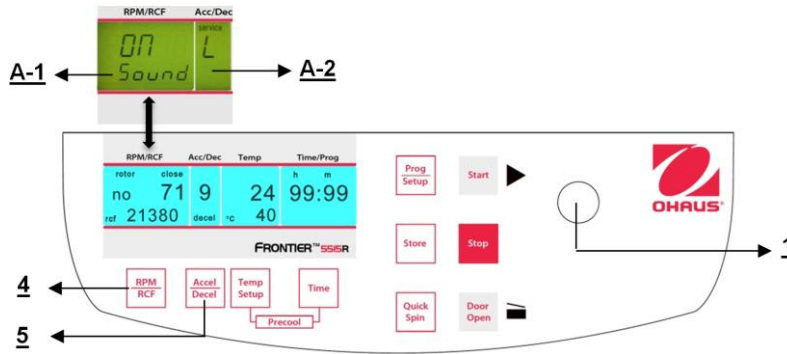 RPM/RCF Acc/Dec
service
ON L
Sound
A-1
A-2
RPM/RCF Acc/Dec Temp Time/Prog
rotor close h m
no 71 9 24 99:99
rcf 21380 decel °C 40
FRONTIER™ 5515R
RPM
RCF
Accel
Decel
Temp
Setup
Time
Precool
4
5
Prog
Setup
Start
Store
Stop
Quick
Spin
Door
Open
OHAUS®
1